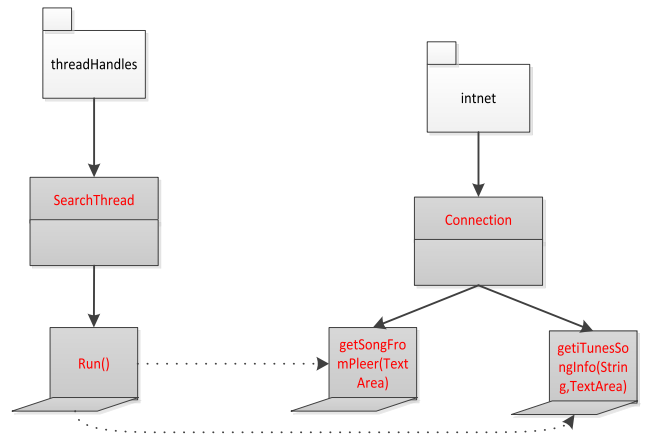 threadHandles
intnet
SearchThread
Connection
Run()
getSongFro
mPleer(Text
Area)
getiTunesSo
ngInfo(Strin
g,TextArea)